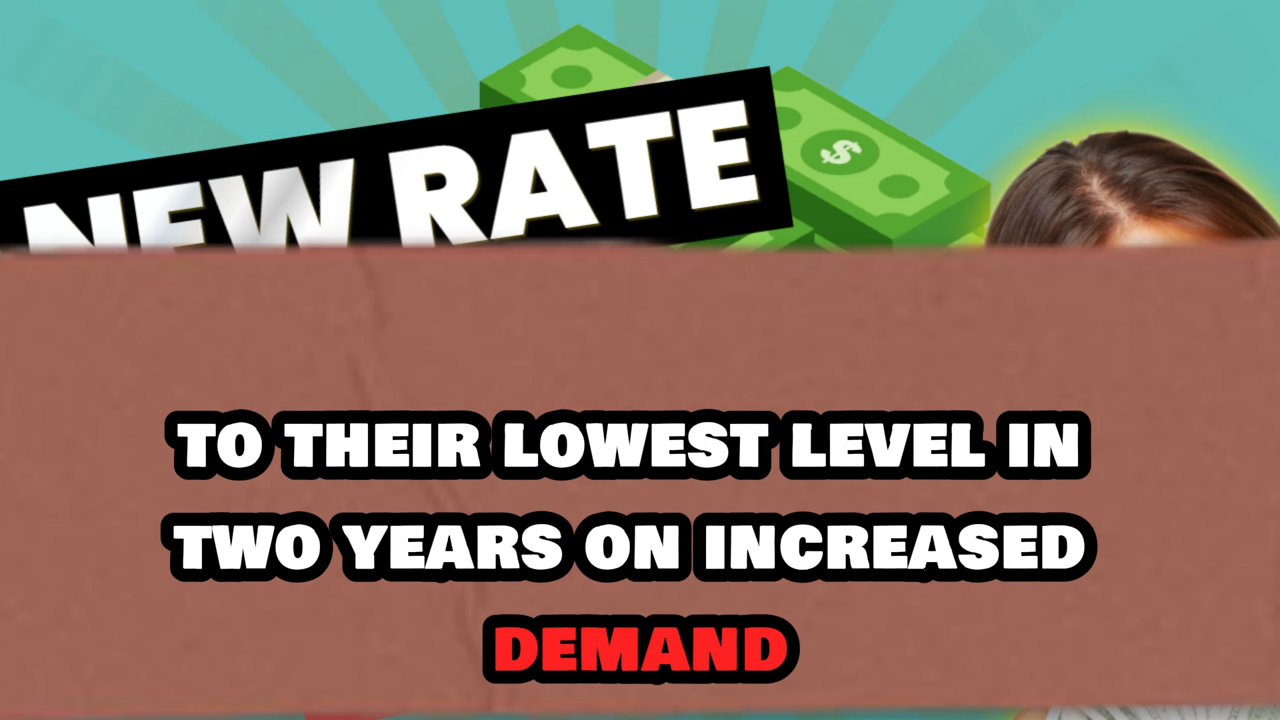 NEW RATE
TO THEIR LOWEST LEVEL IN
TWO YEARS ON INCREASED
DEMAND